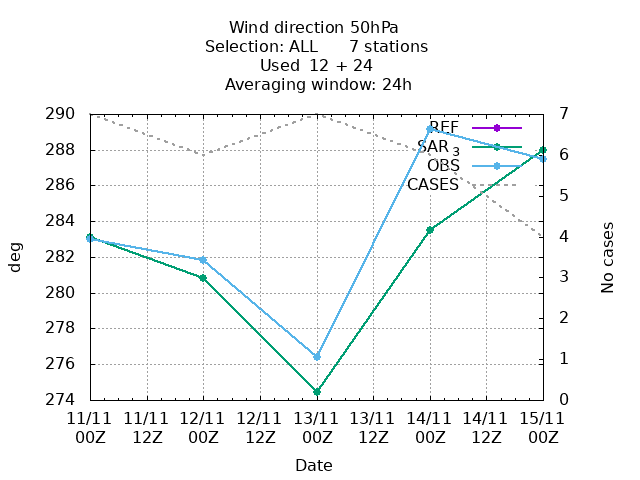 Wind direction 50hPa
Selection: ALL 7 stations
Used 12 + 24
Averaging window: 24h
290
288
286
284
282
280
278
276
274
7
6
5
4
3
2
1
0
REF
SAR 3
OBS
CASES
deg
No cases
11/11 11/11 12/11 12/11 13/11 13/11 14/11 14/11 15/11
00Z 12Z 00Z 12Z 00Z 12Z 00Z 12Z 00Z
Date